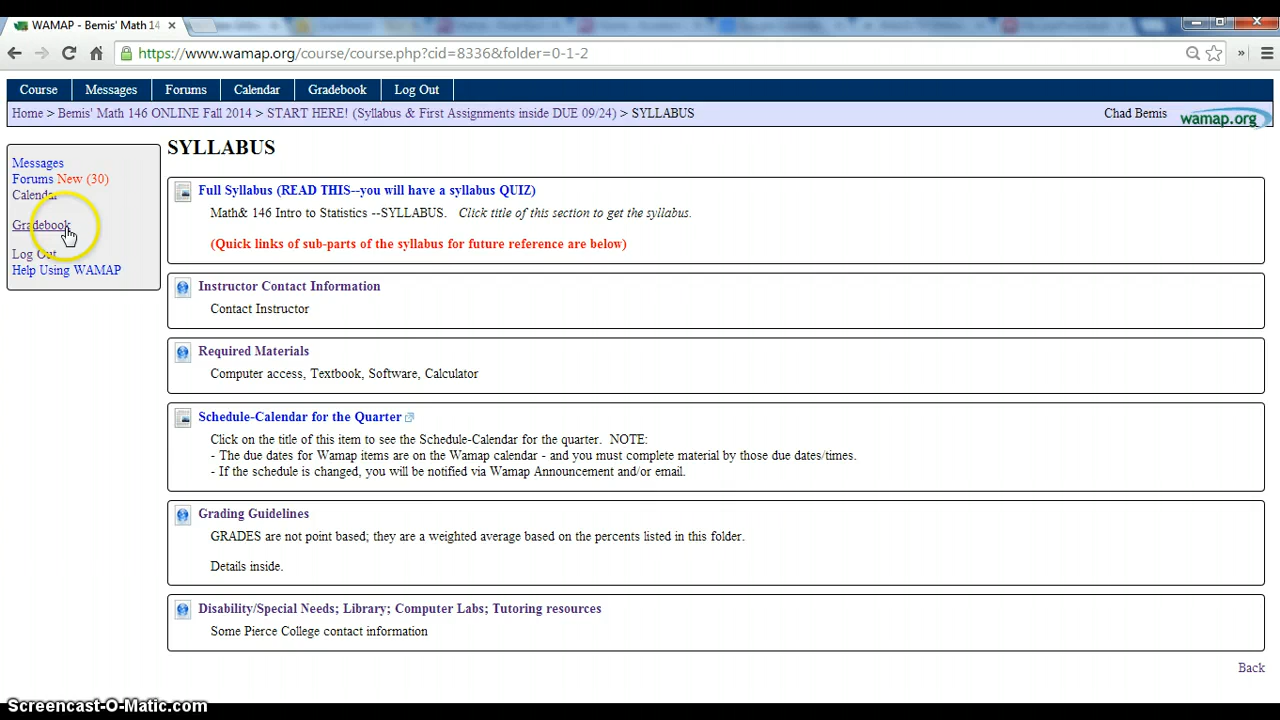 WAMAP - Bemis' Math 14
https://www.wamap.org/course/course.php?cid=8336&folder=0-1-2
Course Messages Forums Calendar Gradebook Log Out
Home > Bemis' Math 146 ONLINE Fall 2014 > START HERE! (Syllabus & First Assignments inside DUE 09/24) > SYLLABUS
Chad Bemis
wamap.org
Messages
Forums New (30)
Calendar
Gradebook
Log Out
Help Using WAMAP
SYLLABUS
Full Syllabus (READ THIS--you will have a syllabus QUIZ)
Math& 146 Intro to Statistics --SYLLABUS. Click title of this section to get the syllabus.
(Quick links of sub-parts of the syllabus for future reference are below)
Instructor Contact Information
Contact Instructor
Required Materials
Computer access, Textbook, Software, Calculator
Schedule-Calendar for the Quarter
Click on the title of this item to see the Schedule-Calendar for the quarter. NOTE:
- The due dates for Wamap items are on the Wamap calendar - and you must complete material by those due dates/times.
- If the schedule is changed, you will be notified via Wamap Announcement and/or email.
Grading Guidelines
GRADES are not point based; they are a weighted average based on the percents listed in this folder.
Details inside.
Disability/Special Needs; Library; Computer Labs; Tutoring resources
Some Pierce College contact information
Back
Screencast-O-Matic.com